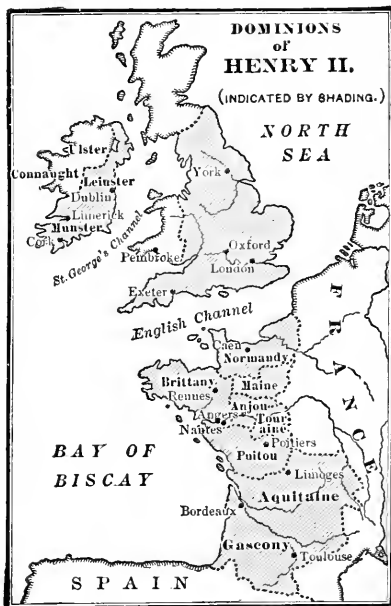 DOMINIONS
of
HENRY II.
(INDICATED BY SHADING.)
NORTH
SEA
Ulster
Connaught
Leinster
Dublin
Limerick
Munster
Cork
St. George's Channel
York
Pembroke
Oxford
London
Exeter
English Channel
Caen
Normandy
Brittany
Rennes
Maine
Anjou
Angers
Nantes
Tour
aine
Poitiers
Poitou
Limoges
Aquitaine
Bordeaux
Gascony
Toulouse
FRANCE
BAY OF
BISCAY
SPAIN